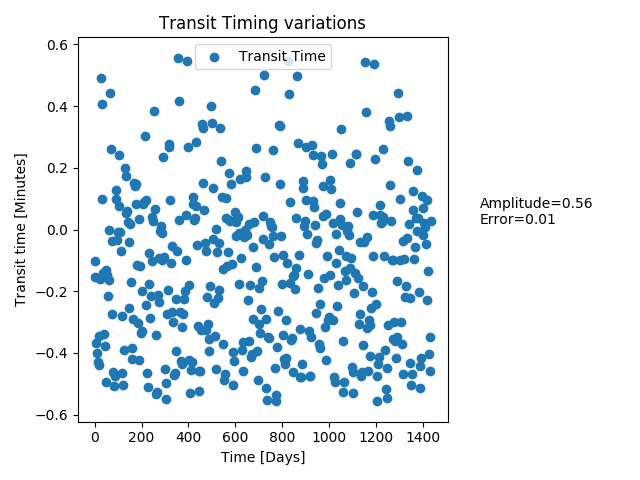 Transit Timing variations
Transit Time
Transit time [Minutes]
0.6
0.4
0.2
0.0
−0.2
−0.4
−0.6
0 200 400 600 800 1000 1200 1400
Time [Days]
Amplitude=0.56
Error=0.01